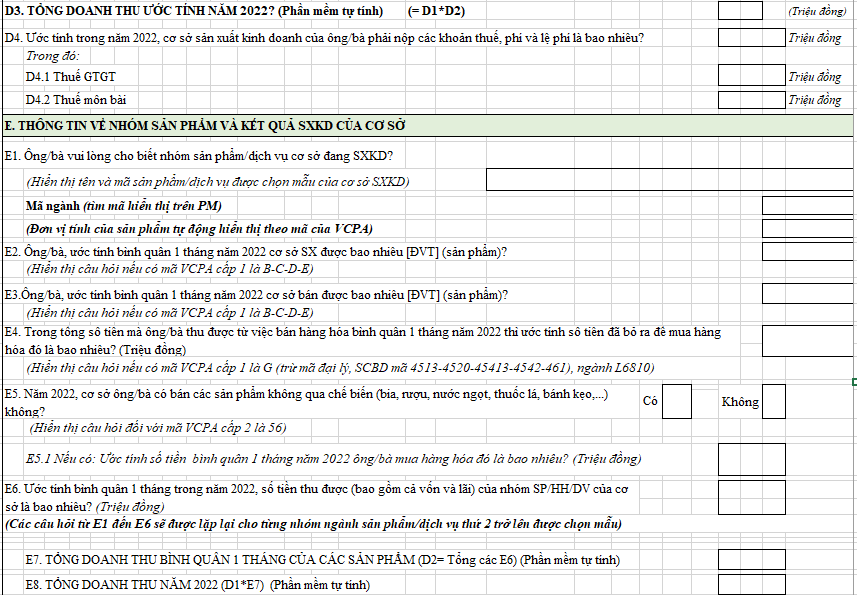 D3. TỔNG DOANH THU ƯỚC TÍNH NĂM 2022? (Phần mềm tự tính) (= D1*D2) (Triệu đồng)
D4. Ước tính trong năm 2022, cơ sở sản xuất kinh doanh của ông/bà phải nộp các khoản thuế, phí và lệ phí là bao nhiêu? Triệu đồng
Trong đó:
D4.1 Thuế GTGT Triệu đồng
D4.2 Thuế môn bài Triệu đồng
E. THÔNG TIN VỀ NHÓM SẢN PHẨM VÀ KẾT QUẢ SXKD CỦA CƠ SỞ
E1. Ông/bà vui lòng cho biết nhóm sản phẩm/dịch vụ cơ sở đang SXKD?
(Hiển thị tên và mã sản phẩm/dịch vụ được chọn mẫu của cơ sở SXKD)
Mã ngành (tìm mã hiển thị trên PM)
(Đơn vị tính của sản phẩm tự động hiển thị theo mã của VCPA)
E2. Ông/bà, ước tính bình quân 1 tháng năm 2022 cơ sở SX được bao nhiêu [ĐVT] (sản phẩm)?
(Hiển thị câu hỏi nếu có mã VCPA cấp 1 là B-C-D-E)
E3.Ông/bà, ước tính bình quân 1 tháng năm 2022 cơ sở bán được bao nhiêu [ĐVT] (sản phẩm)?
(Hiển thị câu hỏi nếu có mã VCPA cấp 1 là B-C-D-E)
E4. Trong tổng số tiền mà ông/bà thu được từ việc bán hàng hóa bình quân 1 tháng năm 2022 thì ước tính số tiền đã bỏ ra để mua hàng
hóa đó là bao nhiêu? (Triệu đồng)
(Hiển thị câu hỏi nếu có mã VCPA cấp 1 là G (trừ mã đại lý, SCBD mã 4513-4520-45413-4542-461), ngành L6810)
E5. Năm 2022, cơ sở ông/bà có bán các sản phẩm không qua chế biến (bia, rượu, nước ngọt, thuốc lá, bánh kẹo,...) Có Không
không?
(Hiển thị câu hỏi đối với mã VCPA cấp 2 là 56)
E5.1 Nếu có: Ước tính số tiền bình quân 1 tháng năm 2022 ông/bà mua hàng hóa đó là bao nhiêu? (Triệu đồng)
E6. Ước tính bình quân 1 tháng trong năm 2022, số tiền thu được (bao gồm cả vốn và lãi) của nhóm SP/HH/DV của cơ
sở là bao nhiêu? (Triệu đồng)
(Các câu hỏi từ E1 đến E6 sẽ được lặp lại cho từng nhóm ngành sản phẩm/dịch vụ thứ 2 trở lên được chọn mẫu)
E7. TỔNG DOANH THU BÌNH QUÂN 1 THÁNG CỦA CÁC SẢN PHẨM (D2= Tổng các E6) (Phần mềm tự tính)
E8. TỔNG DOANH THU NĂM 2022 (D1*E7) (Phần mềm tự tính)